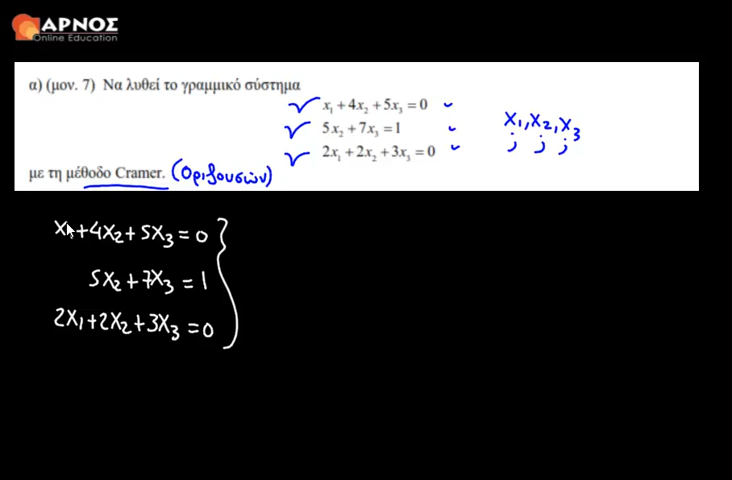 ΑΡΝΟΣ
Online Education
α) (μον. 7) Να λυθεί το γραμμικό σύστημα
x₁ + 4x₂ + 5x₃ = 0
5x₂ + 7x₃ = 1
x₁, x₂, x₃
; ; ;
2x₁ + 2x₂ + 3x₃ = 0
με τη μέθοδο Cramer. (Οριζουσών)
x₁+4x₂+5x₃=0
5x₂+7x₃=1
2x₁+2x₂+3x₃=0